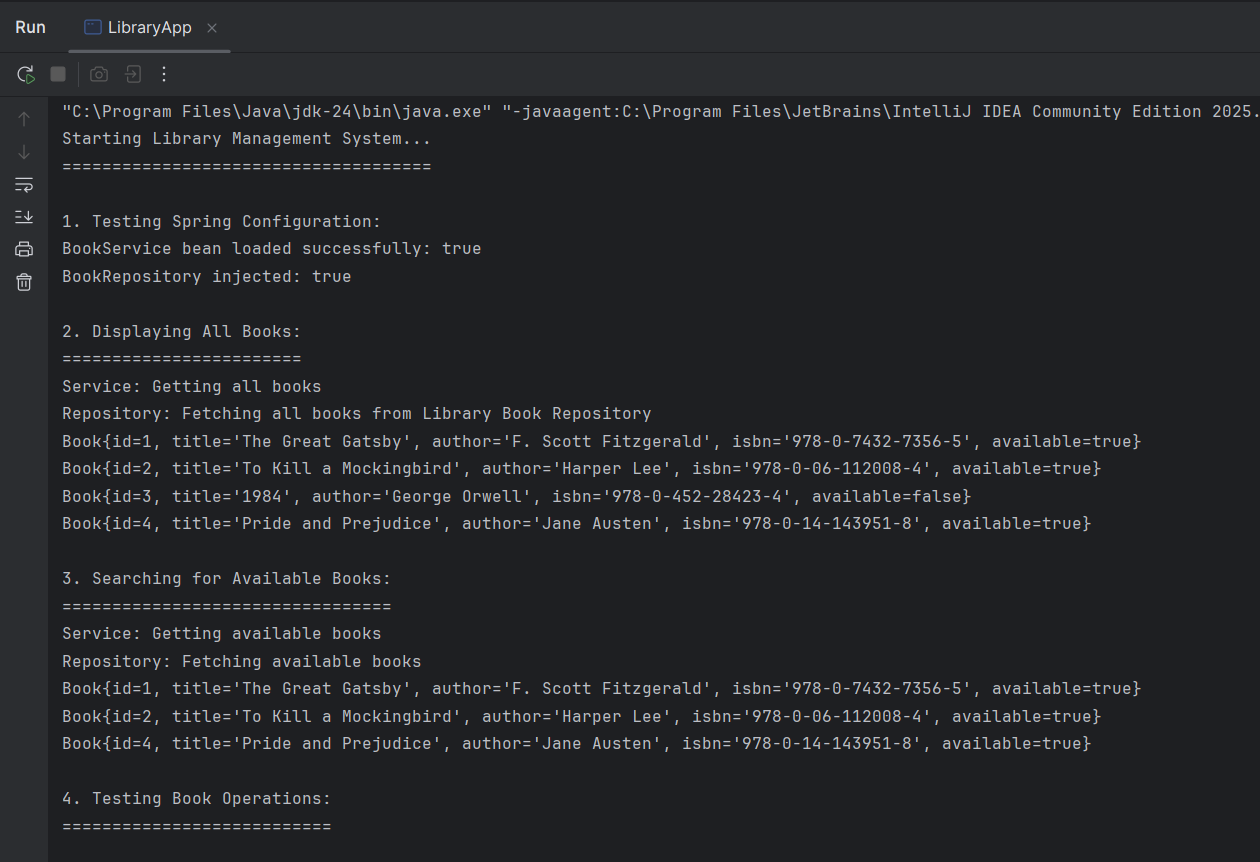 Run
LibraryApp
"C:\Program Files\Java\jdk-24\bin\java.exe" "-javaagent:C:\Program Files\JetBrains\IntelliJ IDEA Community Edition 2025.
Starting Library Management System...
=====================================
1. Testing Spring Configuration:
BookService bean loaded successfully: true
BookRepository injected: true
2. Displaying All Books:
========================
Service: Getting all books
Repository: Fetching all books from Library Book Repository
Book{id=1, title='The Great Gatsby', author='F. Scott Fitzgerald', isbn='978-0-7432-7356-5', available=true}
Book{id=2, title='To Kill a Mockingbird', author='Harper Lee', isbn='978-0-06-112008-4', available=true}
Book{id=3, title='1984', author='George Orwell', isbn='978-0-452-28423-4', available=false}
Book{id=4, title='Pride and Prejudice', author='Jane Austen', isbn='978-0-14-143951-8', available=true}
3. Searching for Available Books:
=================================
Service: Getting available books
Repository: Fetching available books
Book{id=1, title='The Great Gatsby', author='F. Scott Fitzgerald', isbn='978-0-7432-7356-5', available=true}
Book{id=2, title='To Kill a Mockingbird', author='Harper Lee', isbn='978-0-06-112008-4', available=true}
Book{id=4, title='Pride and Prejudice', author='Jane Austen', isbn='978-0-14-143951-8', available=true}
4. Testing Book Operations:
===========================